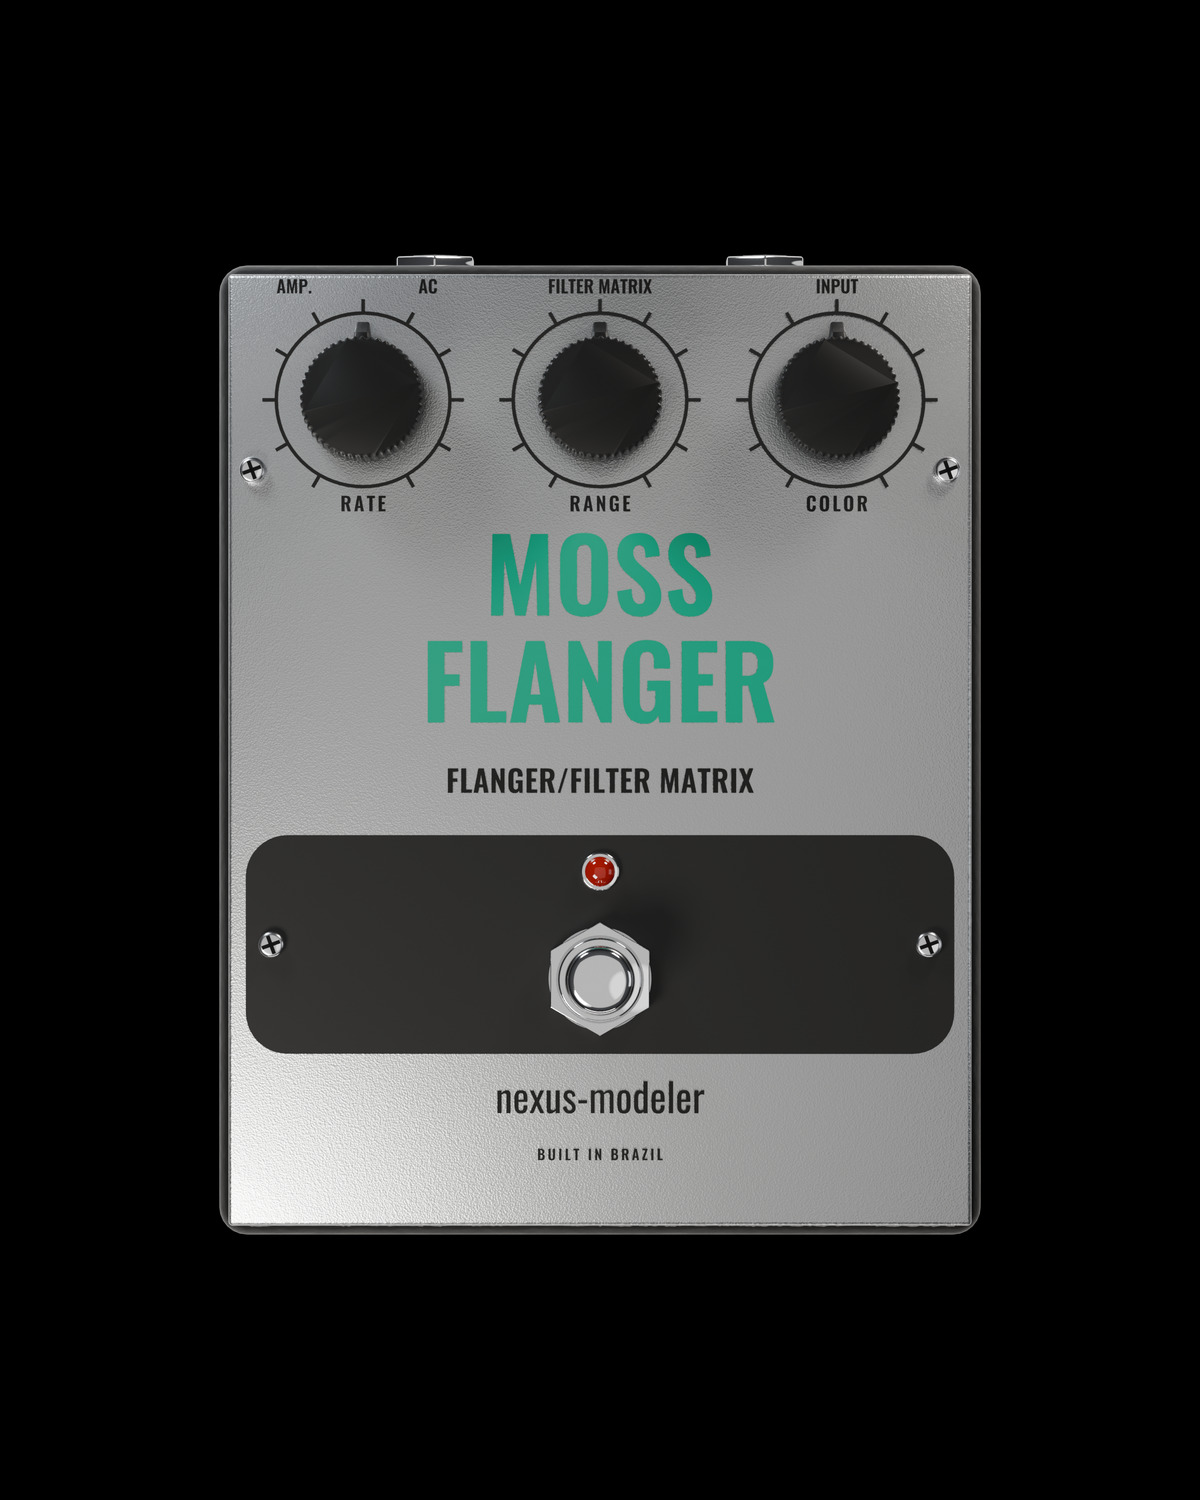 AMP. AC FILTER MATRIX INPUT
RATE RANGE COLOR
MOSS
FLANGER
FLANGER/FILTER MATRIX
nexus-modeler
BUILT IN BRAZIL